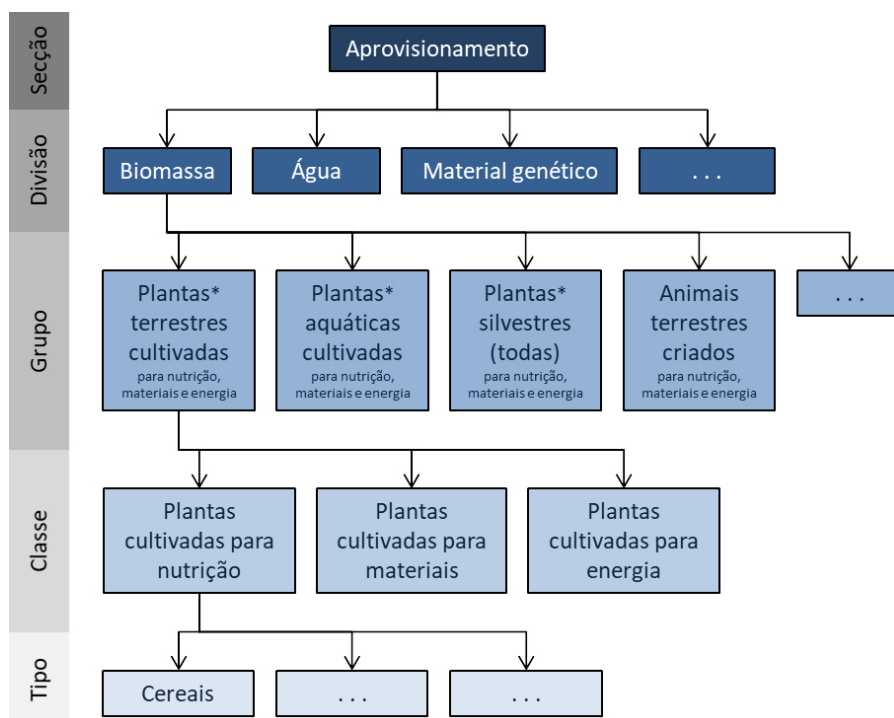 Secção
Aprovisionamento
Divisão
Biomassa
Água
Material genético
. . .
Grupo
Plantas*
terrestres
cultivadas
para nutrição,
materiais e energia
Plantas*
aquáticas
cultivadas
para nutrição,
materiais e energia
Plantas*
silvestres
(todas)
para nutrição,
materiais e energia
Animais
terrestres
criados
para nutrição,
materiais e energia
. . .
Classe
Plantas
cultivadas para
nutrição
Plantas
cultivadas para
materiais
Plantas
cultivadas para
energia
Tipo
Cereais
. . .
. . .